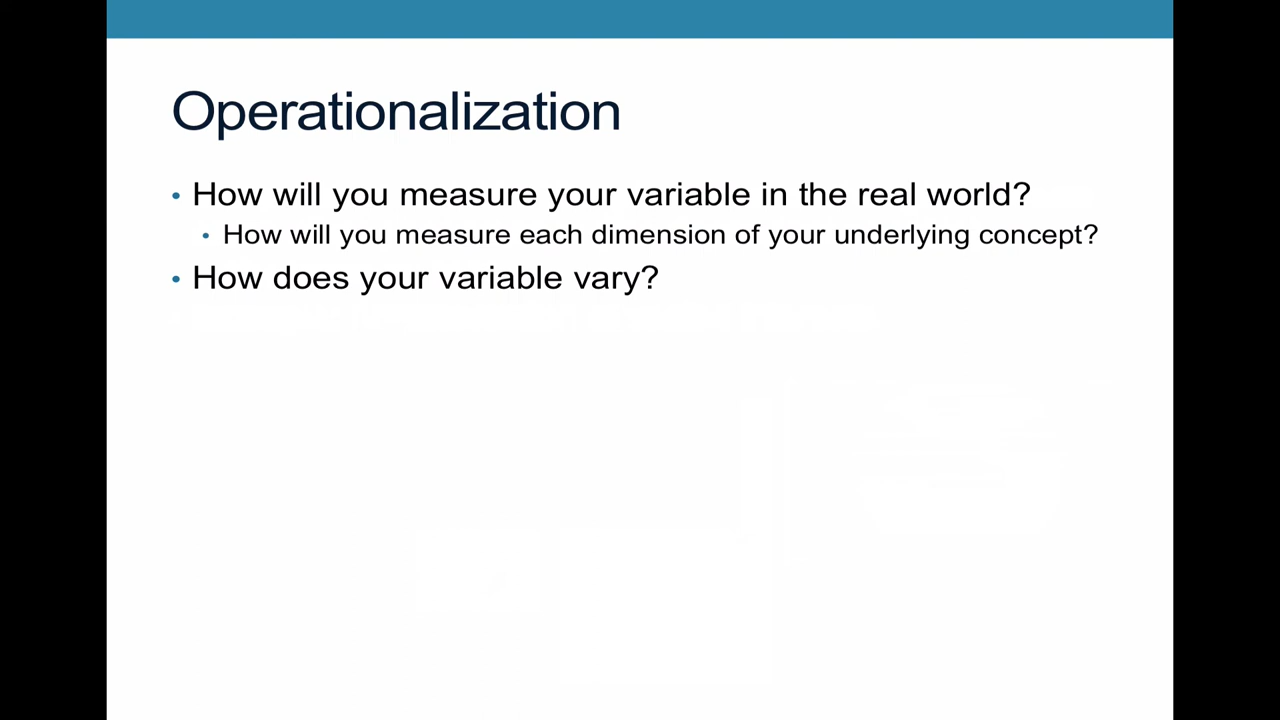 Operationalization
• How will you measure your variable in the real world?
• How will you measure each dimension of your underlying concept?
• How does your variable vary?